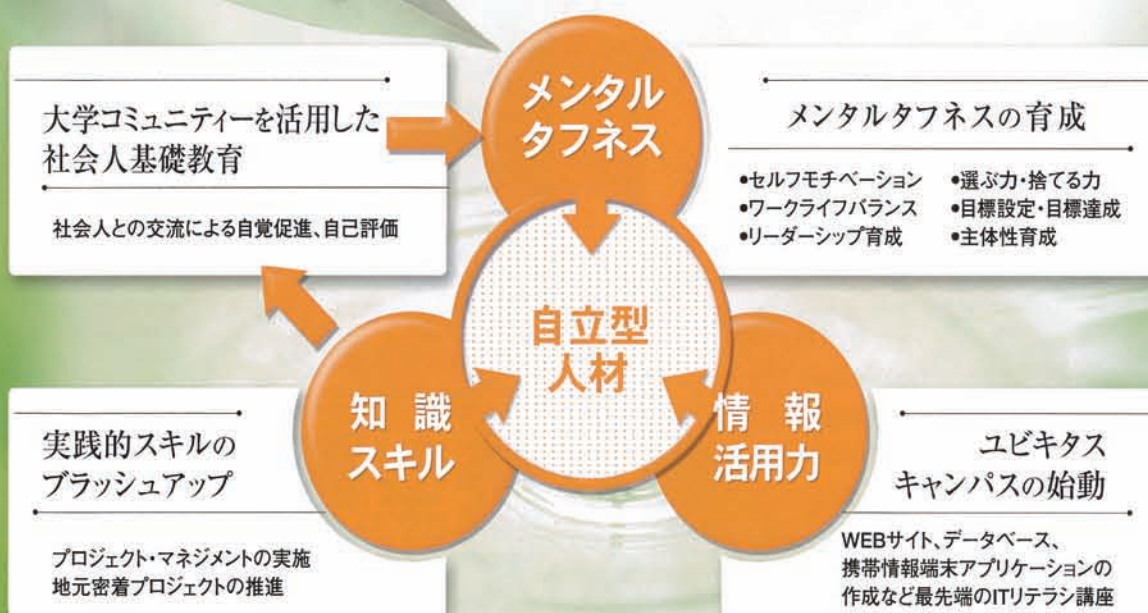 大学コミュニティーを活用した
社会人基礎教育
社会人との交流による自覚促進、自己評価
メンタル
タフネス
メンタルタフネスの育成
•セルフモチベーション
•ワークライフバランス
•リーダーシップ育成
•選ぶ力・捨てる力
•目標設定・目標達成
•主体性育成
自立型
人材
知 識
スキル
情 報
活用力
実践的スキルの
ブラッシュアップ
プロジェクト・マネジメントの実施
地元密着プロジェクトの推進
ユビキタス
キャンパスの始動
WEBサイト、データベース、
携帯情報端末アプリケーションの
作成など最先端のITリテラシ講座